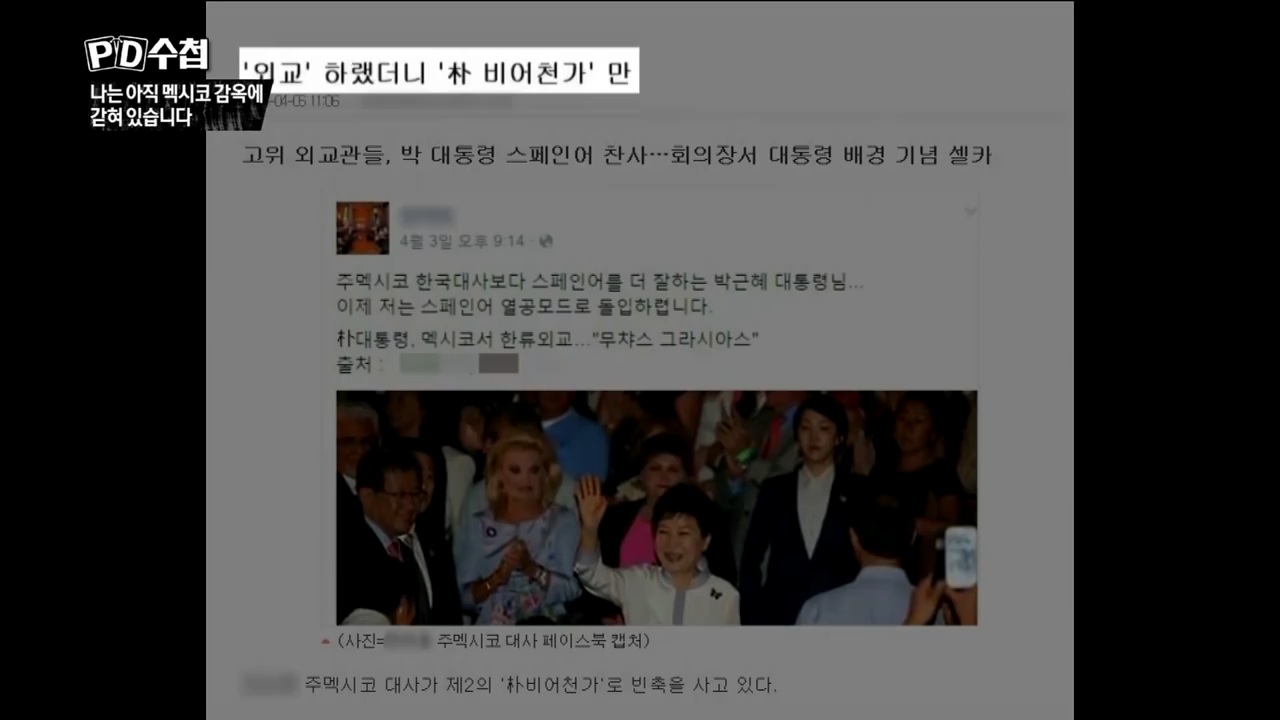 PD수첩
나는 아직 멕시코 감옥에
갇혀 있습니다
'외교' 하랬더니 '朴 비어천가' 만
-04-06 11:06
고위 외교관들, 박 대통령 스페인어 찬사…회의장서 대통령 배경 기념 셀카
4월 3일 오후 9:14 ·
주멕시코 한국대사보다 스페인어를 더 잘하는 박근혜 대통령님...
이제 저는 스페인어 열공모드로 돌입하렵니다.
朴대통령, 멕시코서 한류외교..."무챠스 그라시아스"
출처 :
(사진= 주멕시코 대사 페이스북 캡처)
주멕시코 대사가 제2의 '朴비어천가'로 빈축을 사고 있다.